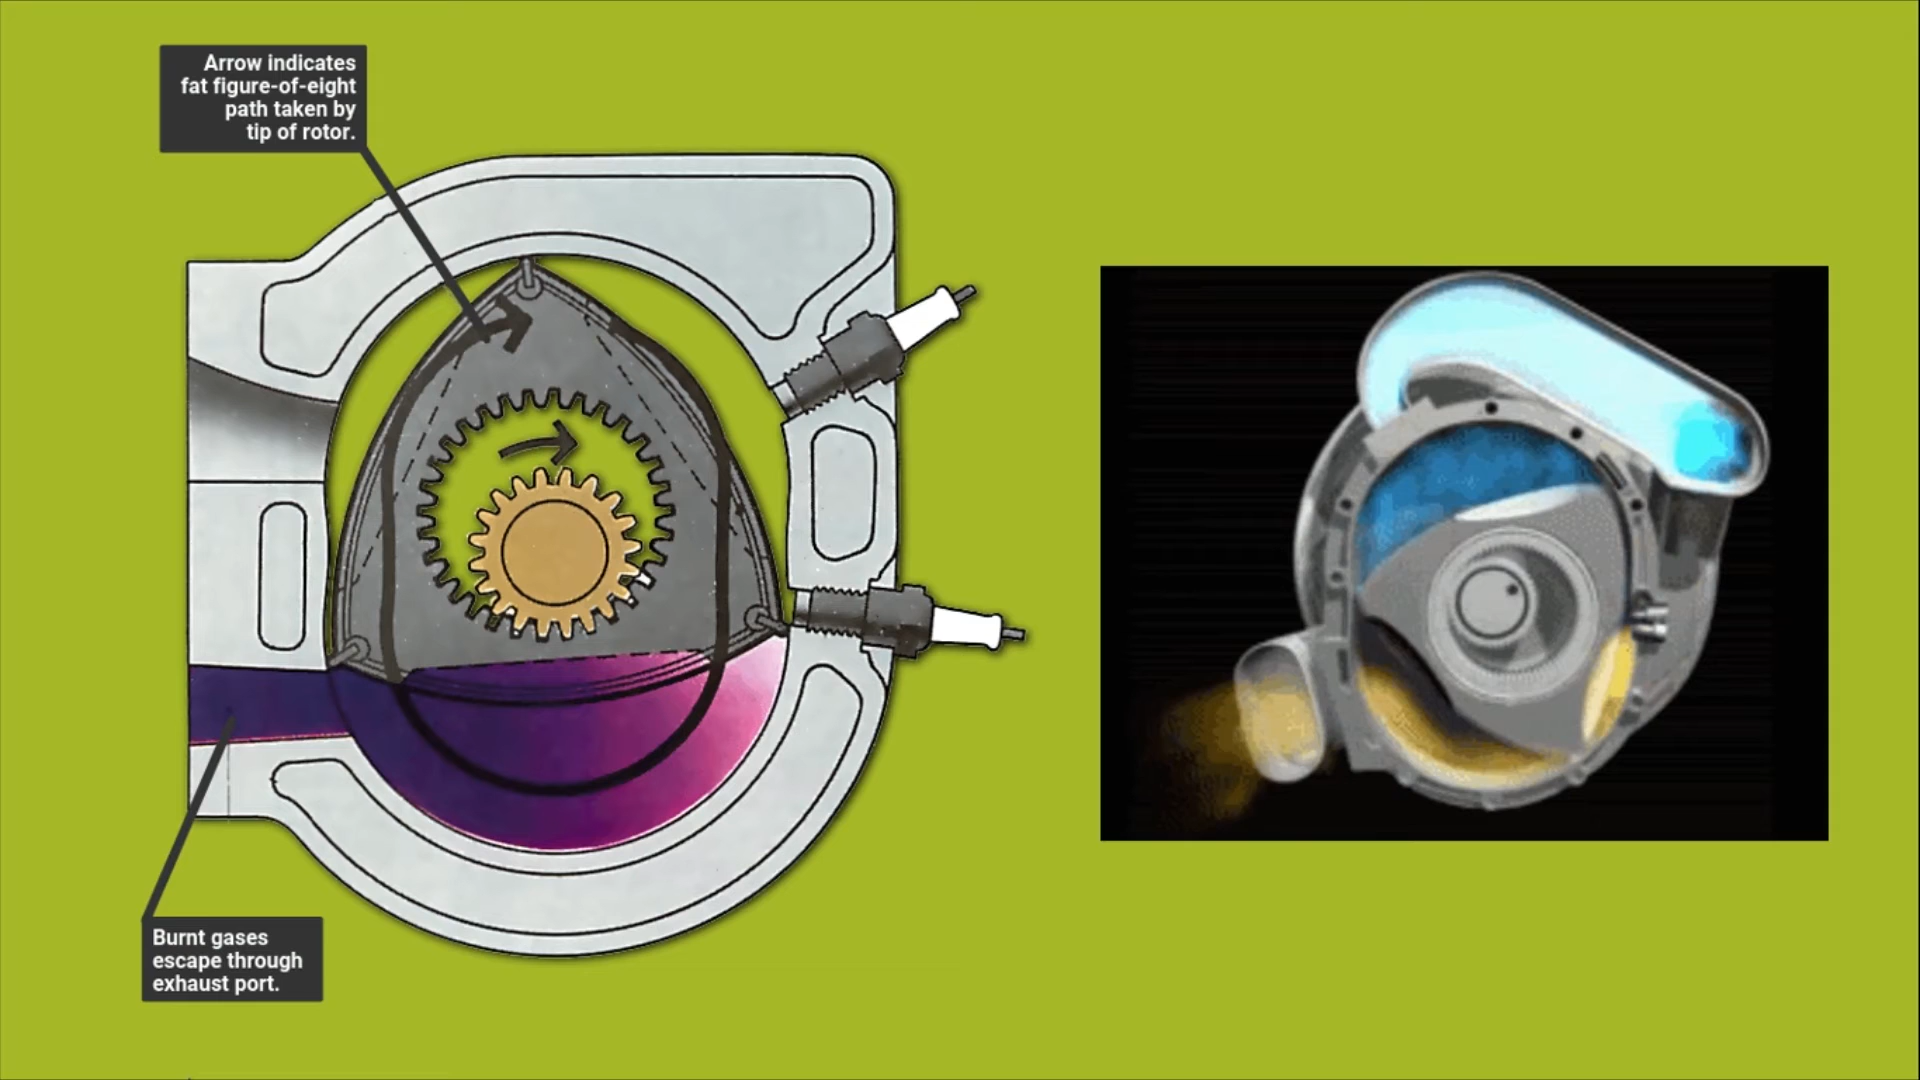 Arrow indicates
fat figure-of-eight
path taken by
tip of rotor.
Burnt gases
escape through
exhaust port.